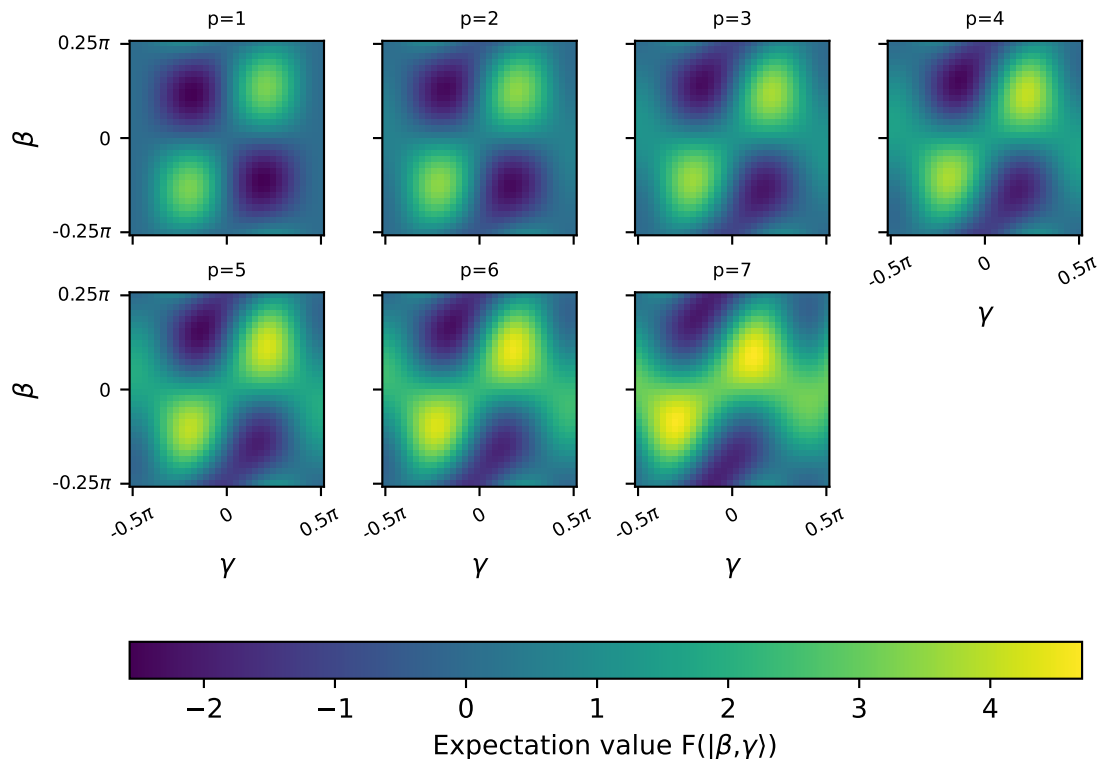 p=1
p=2
p=3
p=4
0.25π
0
-0.25π
β
-0.5π
0
0.5π
γ
p=5
p=6
p=7
0.25π
0
-0.25π
β
-0.5π
0
0.5π
γ
-0.5π
0
0.5π
γ
-0.5π
0
0.5π
γ
−2
−1
0
1
2
3
4
Expectation value F(|β,γ⟩)